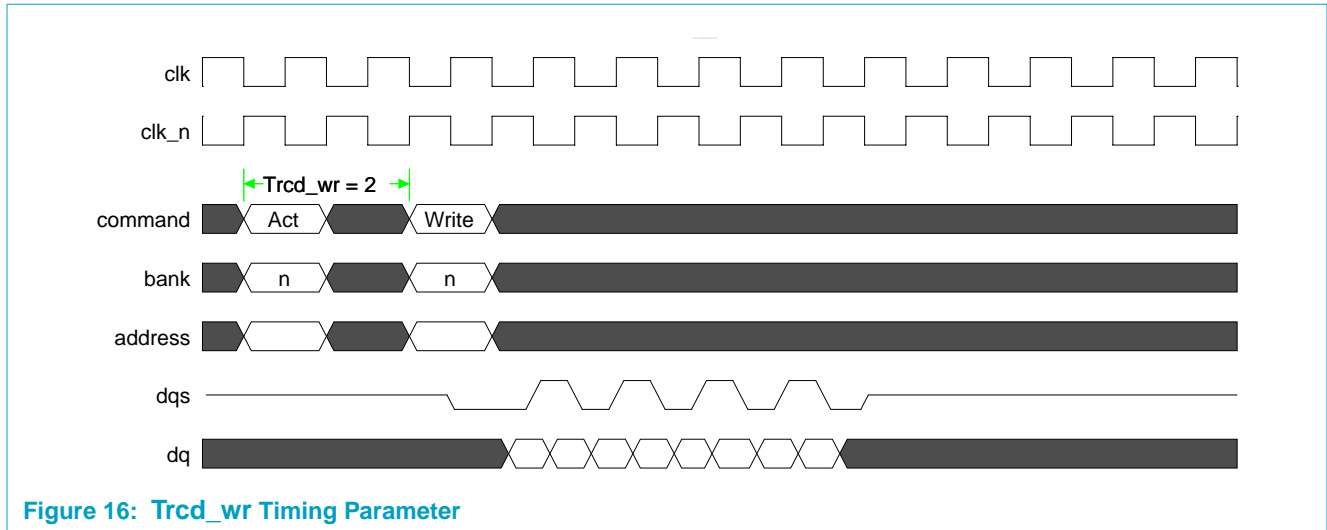 clk
clk_n
Trcd_wr = 2
command Act Write
bank n n
address
dqs
dq
Figure 16: Trcd_wr Timing Parameter